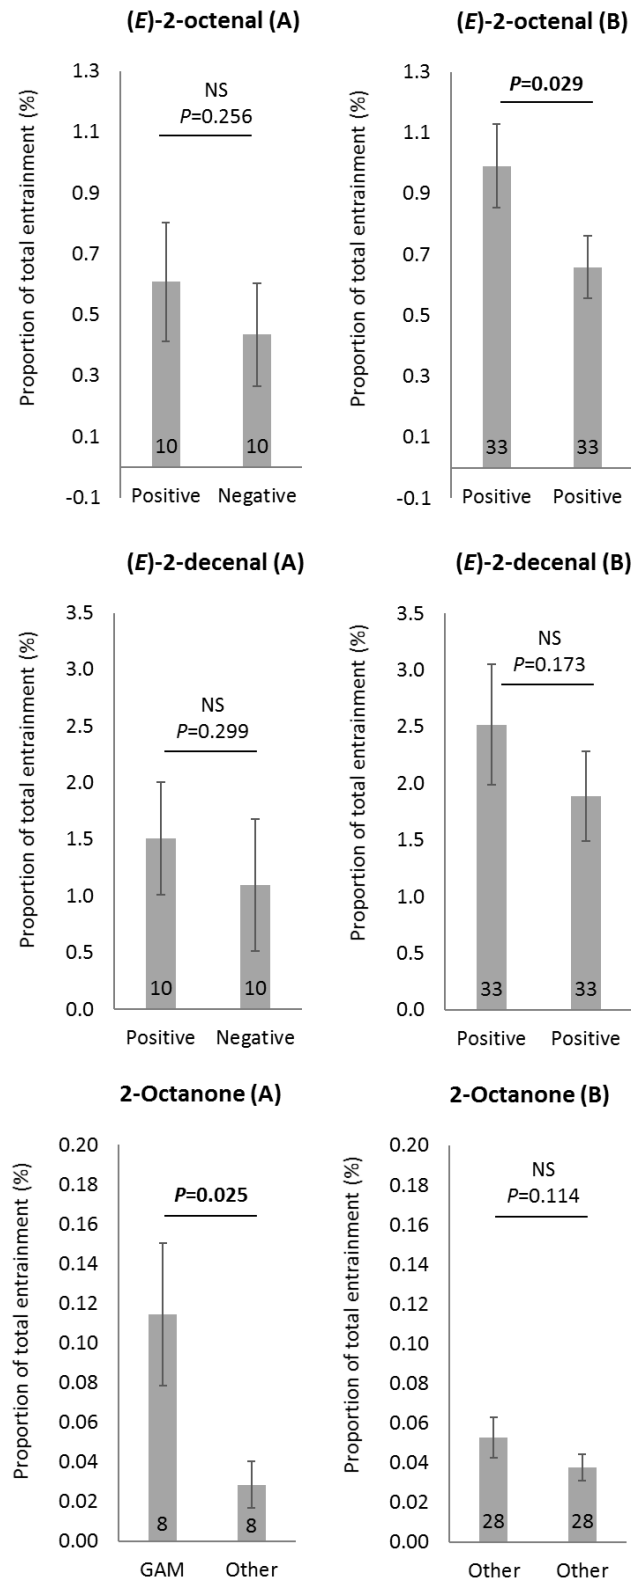 (E)-2-octenal (A)
Proportion of total entrainment (%)
1.3
1.1
0.9
0.7
0.5
0.3
0.1
-0.1
NS
P=0.256
10
10
Positive
Negative
(E)-2-octenal (B)
Proportion of total entrainment (%)
1.3
1.1
0.9
0.7
0.5
0.3
0.1
-0.1
P=0.029
33
33
Positive
Positive
(E)-2-decenal (A)
Proportion of total entrainment (%)
3.5
3.0
2.5
2.0
1.5
1.0
0.5
0.0
NS
P=0.299
10
10
Positive
Negative
(E)-2-decenal (B)
Proportion of total entrainment (%)
3.5
3.0
2.5
2.0
1.5
1.0
0.5
0.0
NS
P=0.173
33
33
Positive
Positive
2-Octanone (A)
Proportion of total entrainment (%)
0.20
0.18
0.16
0.14
0.12
0.10
0.08
0.06
0.04
0.02
0.00
P=0.025
8
8
GAM
Other
2-Octanone (B)
Proportion of total entrainment (%)
0.20
0.18
0.16
0.14
0.12
0.10
0.08
0.06
0.04
0.02
0.00
NS
P=0.114
28
28
Other
Other